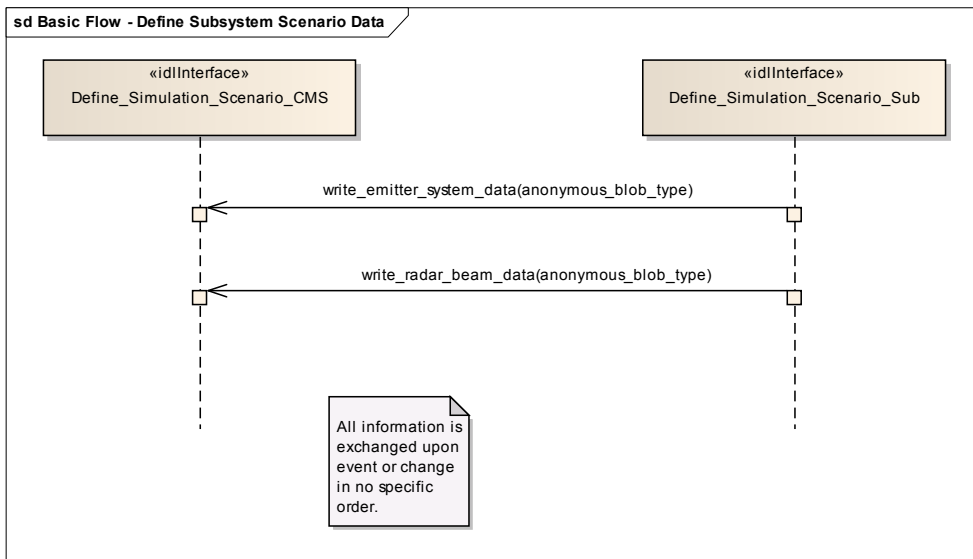 sd Basic Flow - Define Subsystem Scenario Data
«idlInterface»
Define_Simulation_Scenario_CMS
«idlInterface»
Define_Simulation_Scenario_Sub
write_emitter_system_data(anonymous_blob_type)
write_radar_beam_data(anonymous_blob_type)
All information is
exchanged upon
event or change
in no specific
order.